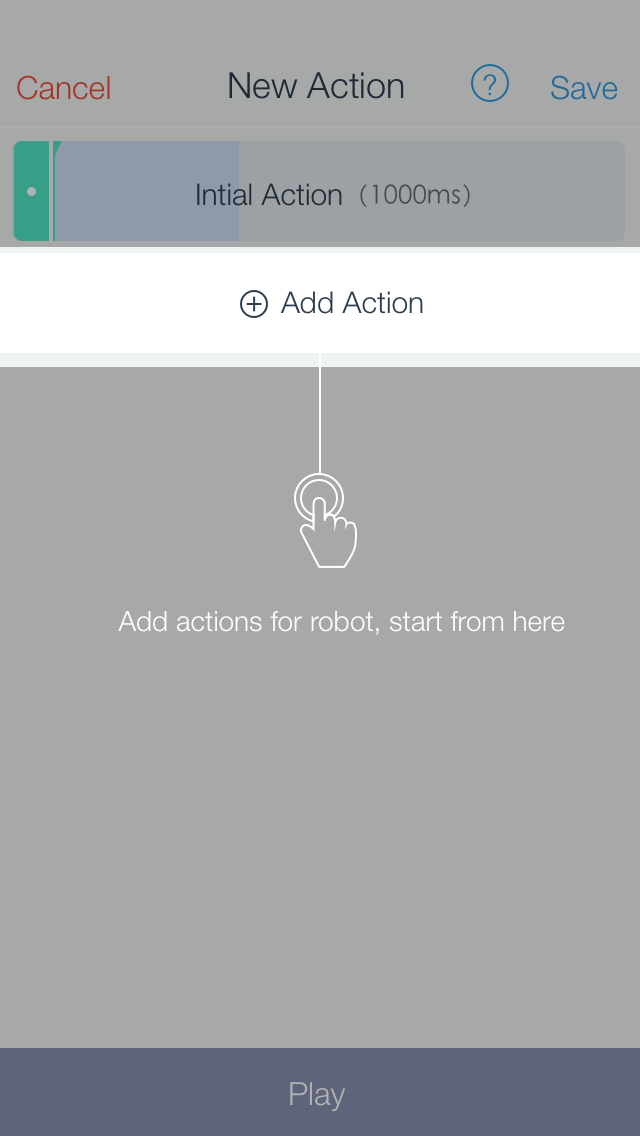 Cancel New Action ? Save
Intial Action (1000ms)
Add Action
Add actions for robot, start from here
Play